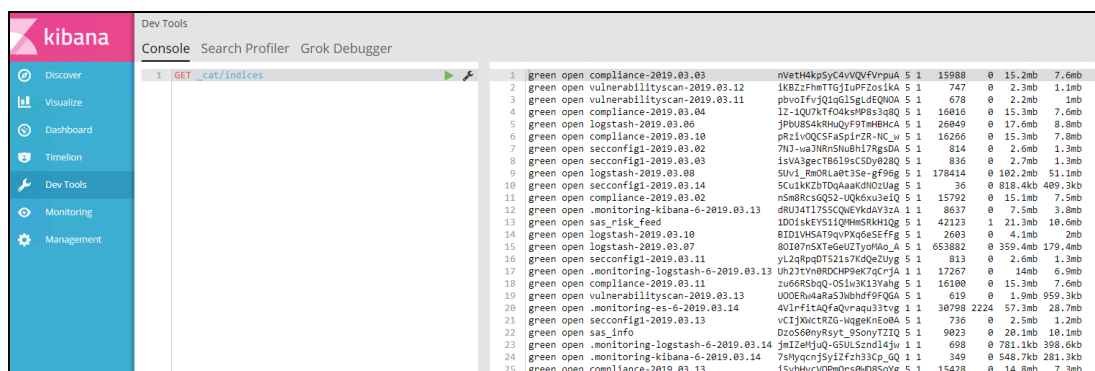 kibana
Discover
Visualize
Dashboard
Timelion
Dev Tools
Monitoring
Management
Dev Tools
Console Search Profiler Grok Debugger
1 GET _cat/indices
1 green open compliance-2019.03.03 nVetH4kpSyC4vVQVfVrpuA 5 1 15988 0 15.2mb 7.6mb
2 green open vulnerabilityscan-2019.03.12 iKBZzFhmTTGjIuPFZosikA 5 1 747 0 2.3mb 1.1mb
3 green open vulnerabilityscan-2019.03.11 pbvoIfvjQ1qGlSgLdEQNOA 5 1 678 0 2.2mb 1mb
4 green open compliance-2019.03.04 lZ-1QU7kTfO4ksMP8s3q8Q 5 1 16016 0 15.3mb 7.6mb
5 green open logstash-2019.03.06 jPbU8S4kRHuQyF9TmHBHcA 5 1 26049 0 17.6mb 8.8mb
6 green open compliance-2019.03.10 pRzivOQCSFaSpirZR-NC_w 5 1 16266 0 15.3mb 7.8mb
7 green open secconfig1-2019.03.02 7NJ-waJNRnSNuBhi7RgsDA 5 1 814 0 2.6mb 1.3mb
8 green open secconfig1-2019.03.03 isVA3gecTB6l9sC5Dy028Q 5 1 836 0 2.7mb 1.3mb
9 green open logstash-2019.03.08 SUvi_RmORLa0t3Se-gf96g 5 1 178414 0 102.2mb 51.1mb
10 green open secconfig1-2019.03.14 5Cu1kKZbTDqAaaKdNOzUag 5 1 36 0 818.4kb 409.3kb
11 green open compliance-2019.03.02 nSm8RcsGQ52-UQk6xu3eiQ 5 1 15792 0 15.1mb 7.5mb
12 green open .monitoring-kibana-6-2019.03.13 dRUJ4Tl7S5CQWEYkdAY3zA 1 1 8637 0 7.5mb 3.8mb
13 green open sas_risk_feed 1DOiskEYS1iQMHmSRkH1Qg 5 1 42123 1 21.3mb 10.6mb
14 green open logstash-2019.03.10 BID1VHSAT9qvPXq6eSEfFg 5 1 2603 0 4.1mb 2mb
15 green open logstash-2019.03.07 8OI07nSXTeGeUZTyoMAo_A 5 1 653882 0 359.4mb 179.4mb
16 green open secconfig1-2019.03.11 yL2qRpqDT521s7KdQeZUyg 5 1 813 0 2.6mb 1.3mb
17 green open .monitoring-logstash-6-2019.03.13 Uh2JtYn0RDCHP9eK7qCrjA 1 1 17267 0 14mb 6.9mb
18 green open compliance-2019.03.11 zu66RSbqQ-OSiw3K13Yahg 5 1 16100 0 15.3mb 7.6mb
19 green open vulnerabilityscan-2019.03.13 UOOERw4aRaSJWbhdf9FQGA 5 1 619 0 1.9mb 959.3kb
20 green open .monitoring-es-6-2019.03.14 4VlrfitAQfaQvraqu33tvg 1 1 30798 2224 57.3mb 28.7mb
21 green open secconfig1-2019.03.13 vCIjXWctRZG-WqgeKnEo0A 5 1 736 0 2.5mb 1.2mb
22 green open sas_info DzoS60nyRsyt_9SonyTZIQ 5 1 9023 0 20.1mb 10.1mb
23 green open .monitoring-logstash-6-2019.03.14 jmIZeMjuQ-G5ULSzndl4jw 1 1 698 0 781.1kb 398.6kb
24 green open .monitoring-kibana-6-2019.03.14 7sMyqcnjSyiZfzh33Cp_GQ 1 1 349 0 548.7kb 281.3kb
25 green open compliance-2019.03.13 5 1 15428 0 14.8mb 7.3mb